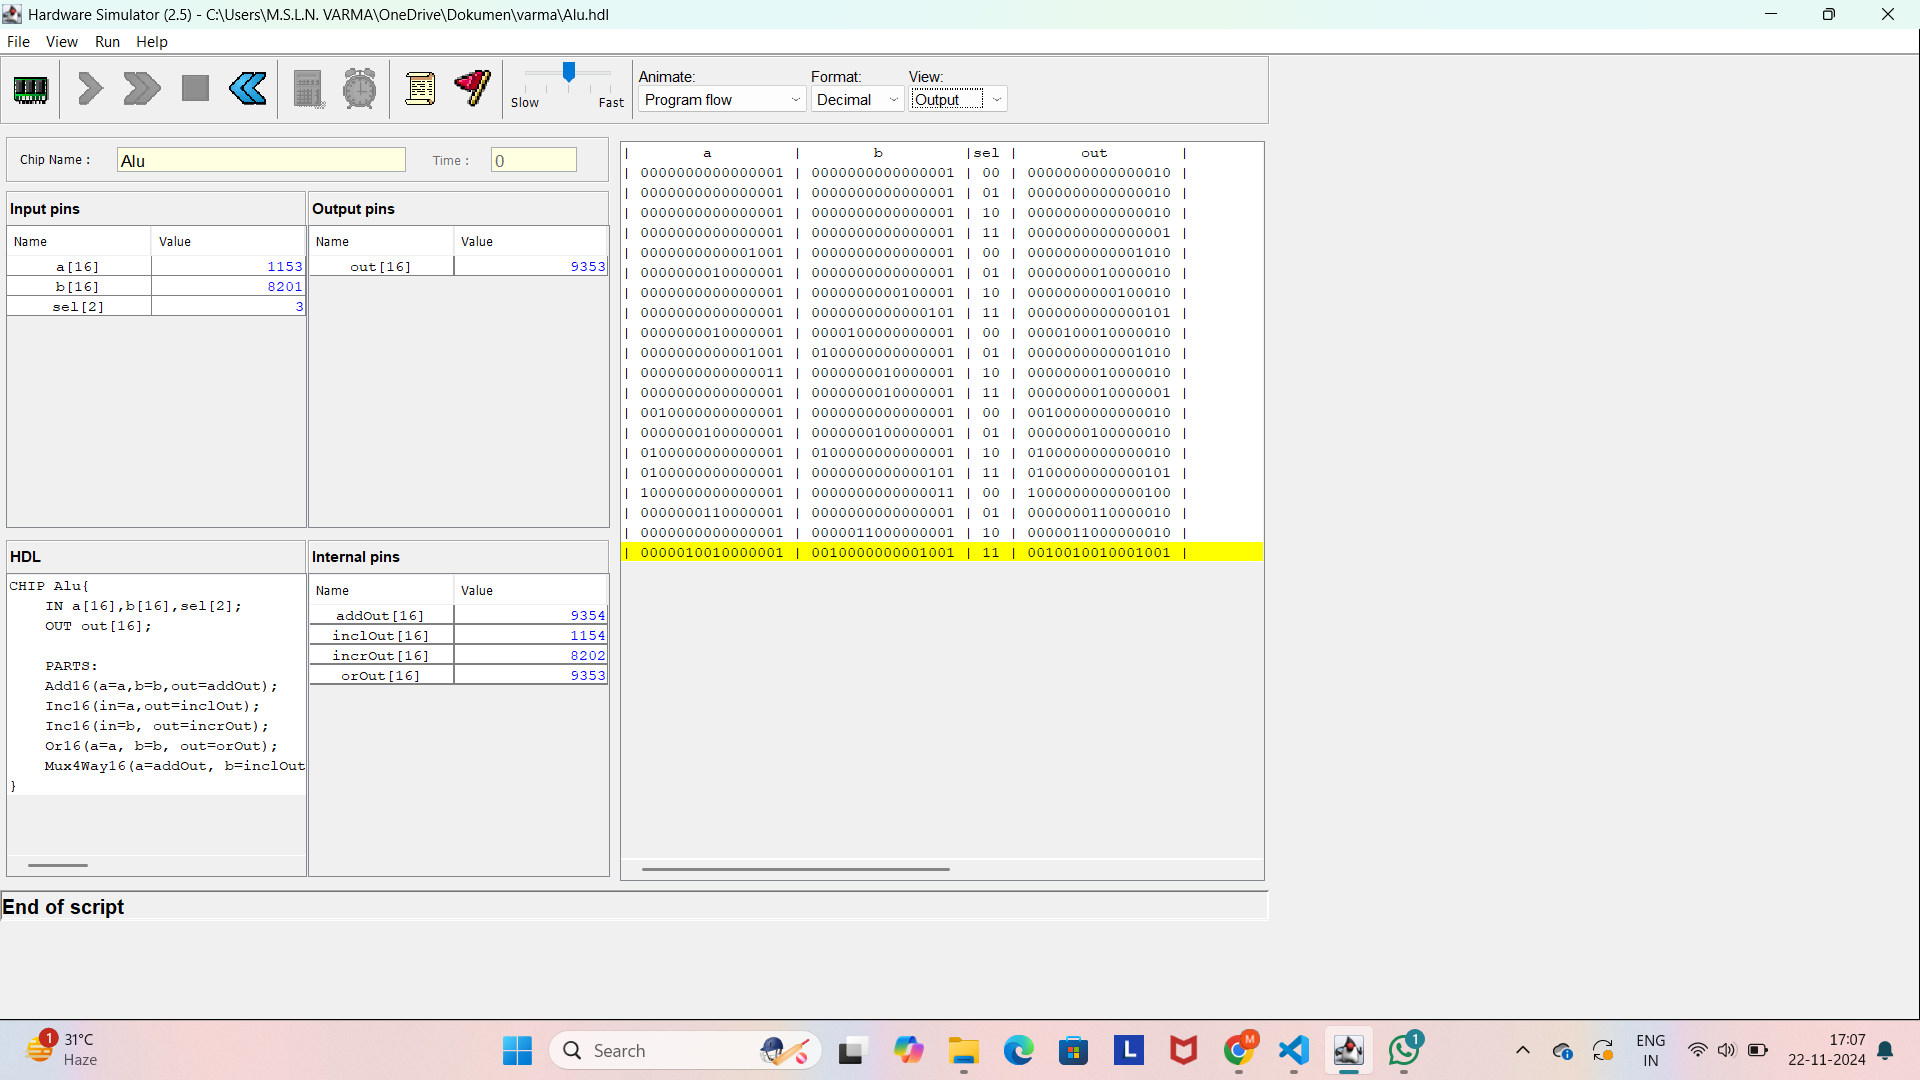 Hardware Simulator (2.5) - C:\Users\M.S.L.N. VARMA\OneDrive\Dokumen\varma\Alu.hdl
File View Run Help
Slow Fast
Animate: Format: View:
Program flow Decimal Output
Chip Name : Alu Time : 0
Input pins
Name Value
a[16] 1153
b[16] 8201
sel[2] 3
Output pins
Name Value
out[16] 9353
HDL
CHIP Alu{
IN a[16],b[16],sel[2];
OUT out[16];
PARTS:
Add16(a=a,b=b,out=addOut);
Inc16(in=a,out=inclOut);
Inc16(in=b, out=incrOut);
Or16(a=a, b=b, out=orOut);
Mux4Way16(a=addOut, b=inclOut
}
Internal pins
Name Value
addOut[16] 9354
inclOut[16] 1154
incrOut[16] 8202
orOut[16] 9353
| a | b |sel | out |
| 0000000000000001 | 0000000000000001 | 00 | 0000000000000010 |
| 0000000000000001 | 0000000000000001 | 01 | 0000000000000010 |
| 0000000000000001 | 0000000000000001 | 10 | 0000000000000010 |
| 0000000000000001 | 0000000000000001 | 11 | 0000000000000001 |
| 0000000000001001 | 0000000000000001 | 00 | 0000000000001010 |
| 0000000010000001 | 0000000000000001 | 01 | 0000000010000010 |
| 0000000000000001 | 0000000000100001 | 10 | 0000000000100010 |
| 0000000000000001 | 0000000000000101 | 11 | 0000000000000101 |
| 0000000010000001 | 0000100000000001 | 00 | 0000100010000010 |
| 0000000000001001 | 0100000000000001 | 01 | 0000000000001010 |
| 0000000000000011 | 0000000010000001 | 10 | 0000000010000010 |
| 0000000000000001 | 0000000010000001 | 11 | 0000000010000001 |
| 0010000000000001 | 0000000000000001 | 00 | 0010000000000010 |
| 0000000100000001 | 0000000100000001 | 01 | 0000000100000010 |
| 0100000000000001 | 0100000000000001 | 10 | 0100000000000010 |
| 0100000000000001 | 0000000000000101 | 11 | 0100000000000101 |
| 1000000000000001 | 0000000000000011 | 00 | 1000000000000100 |
| 0000000110000001 | 0000000000000001 | 01 | 0000000110000010 |
| 0000000000000001 | 0000011000000001 | 10 | 0000011000000010 |
| 0000010010000001 | 0010000000001001 | 11 | 0010010010001001 |
End of script
1
31°C
Haze
Search
L
M
1
ENG
IN
17:07
22-11-2024